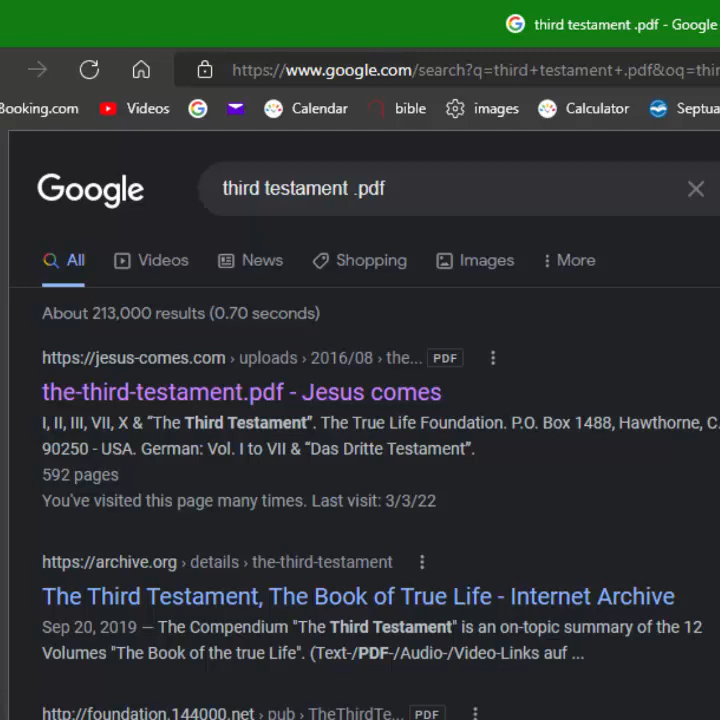 third testament .pdf - Google
https://www.google.com/search?q=third+testament+.pdf&oq=thir
Booking.com Videos Calendar bible images Calculator Septua
Google third testament .pdf
All Videos News Shopping Images More
About 213,000 results (0.70 seconds)
https://jesus-comes.com › uploads › 2016/08 › the... PDF
the-third-testament.pdf - Jesus comes
I, II, III, VII, X & “The Third Testament”. The True Life Foundation. P.O. Box 1488, Hawthorne, C.
90250 - USA. German: Vol. I to VII & “Das Dritte Testament”.
592 pages
You've visited this page many times. Last visit: 3/3/22
https://archive.org › details › the-third-testament
The Third Testament, The Book of True Life - Internet Archive
Sep 20, 2019 — The Compendium "The Third Testament" is an on-topic summary of the 12
Volumes "The Book of the true Life". (Text-/PDF-/Audio-/Video-Links auf ...
http://foundation.144000.net › pub › TheThirdTe... PDF